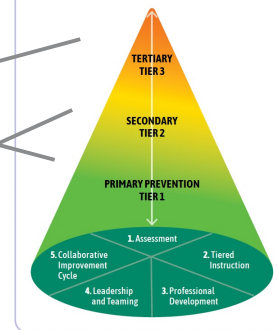 TERTIARY
TIER 3
SECONDARY
TIER 2
PRIMARY PREVENTION
TIER 1
1. Assessment
2. Tiered
Instruction
3. Professional
Development
4. Leadership
and Teaming
5. Collaborative
Improvement
Cycle